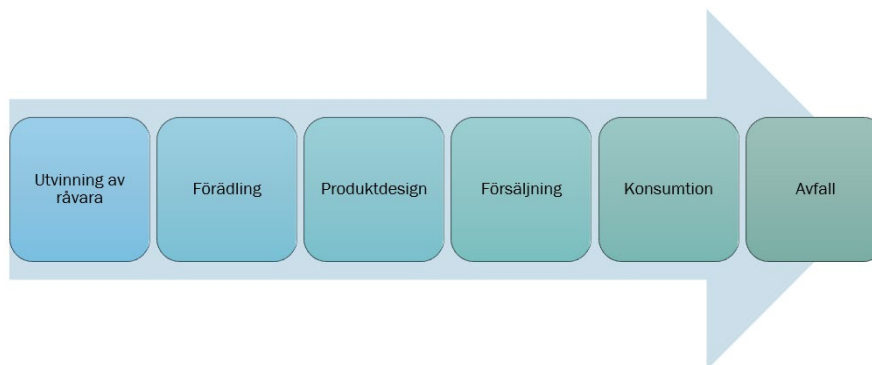 Utvinning av
råvara
Förädling
Produktdesign
Försäljning
Konsumtion
Avfall